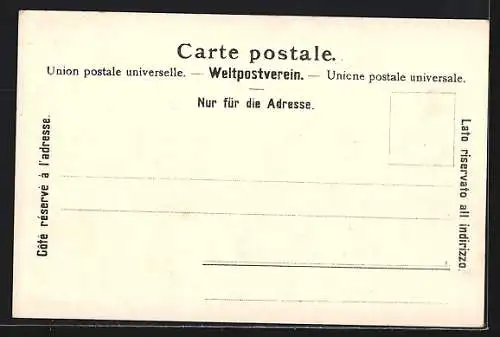 Carte postale.
Union postale universelle. — Weltpostverein. — Unione postale universale.
Nur für die Adresse.
Côté réservé à l'adresse.
Lato riservato all indirizzo.